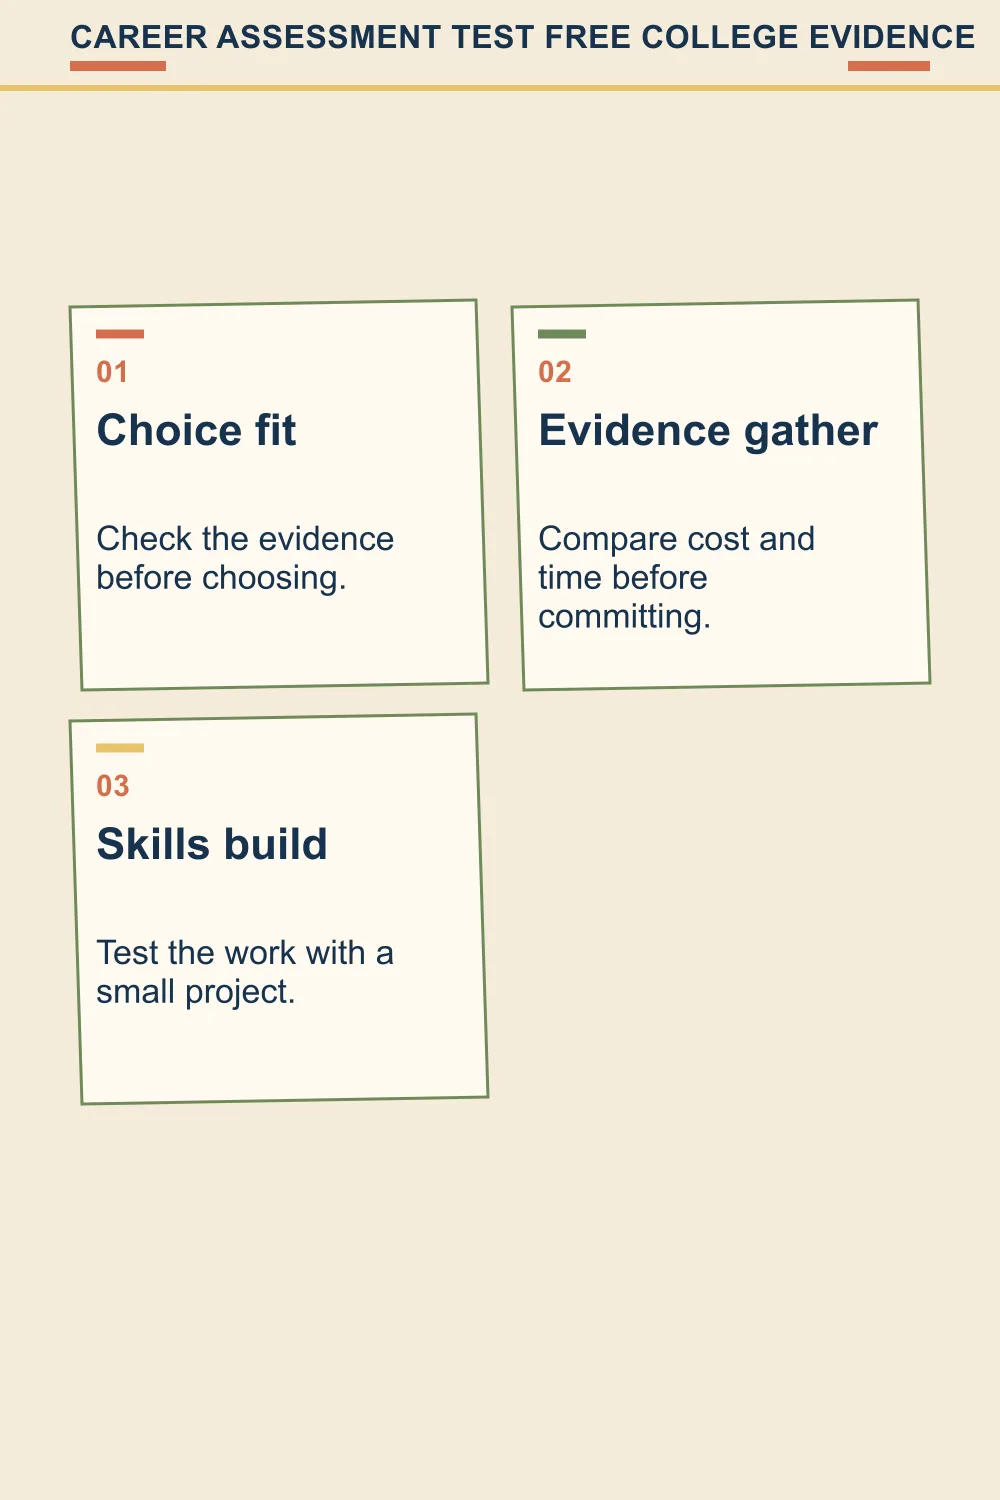 CAREER ASSESSMENT TEST FREE COLLEGE EVIDENCE
01
Choice fit
Check the evidence
before choosing.
02
Evidence gather
Compare cost and
time before
committing.
03
Skills build
Test the work with a
small project.